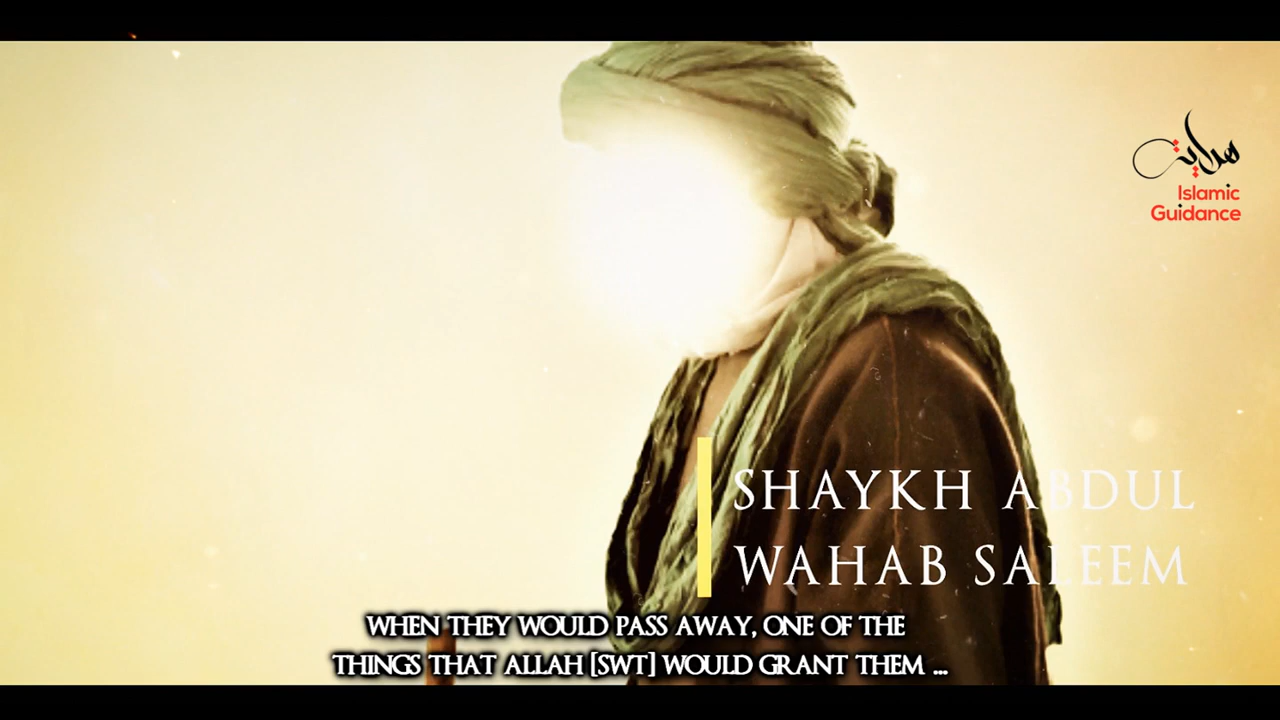 هداية
Islamic
Guidance
SHAYKH ABDUL
WAHAB SALEEM
WHEN THEY WOULD PASS AWAY, ONE OF THE
THINGS THAT ALLAH [SWT] WOULD GRANT THEM ...